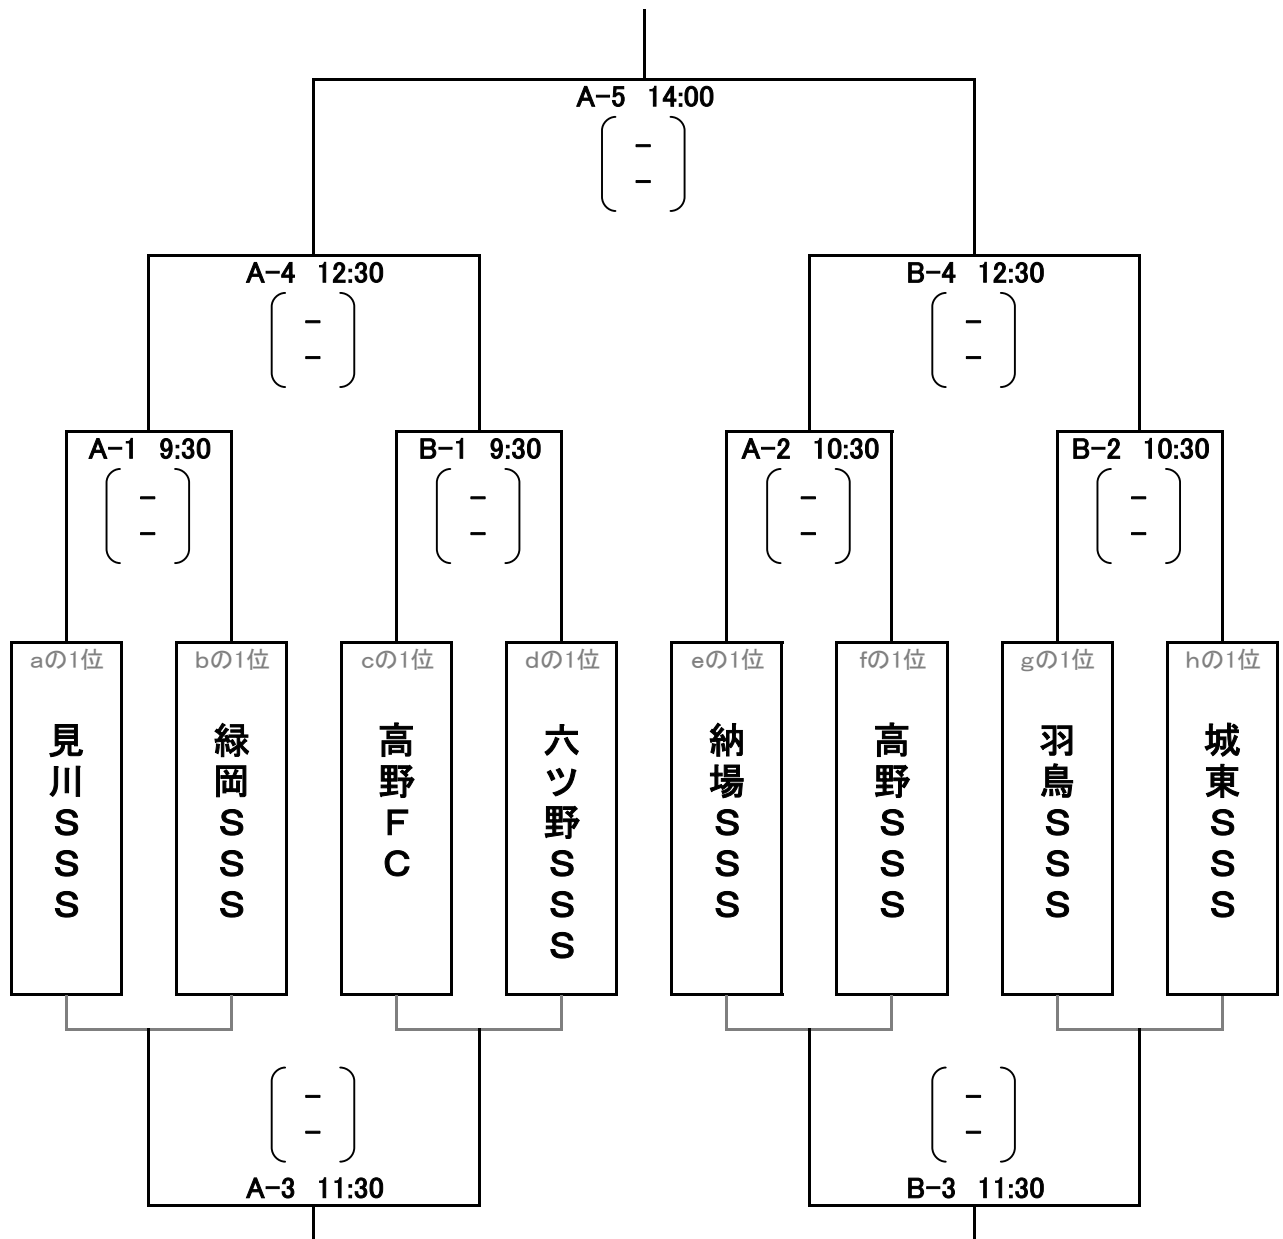 A-5 14:00
-
-
A-4 12:30
-
-
B-4 12:30
-
-
A-1 9:30
-
-
B-1 9:30
-
-
A-2 10:30
-
-
B-2 10:30
-
-
aの1位
見川SSS
bの1位
緑岡SSS
cの1位
高野FC
dの1位
六ツ野SSS
eの1位
納場SSS
fの1位
高野SSS
gの1位
羽鳥SSS
hの1位
城東SSS
-
-
A-3 11:30
-
-
B-3 11:30